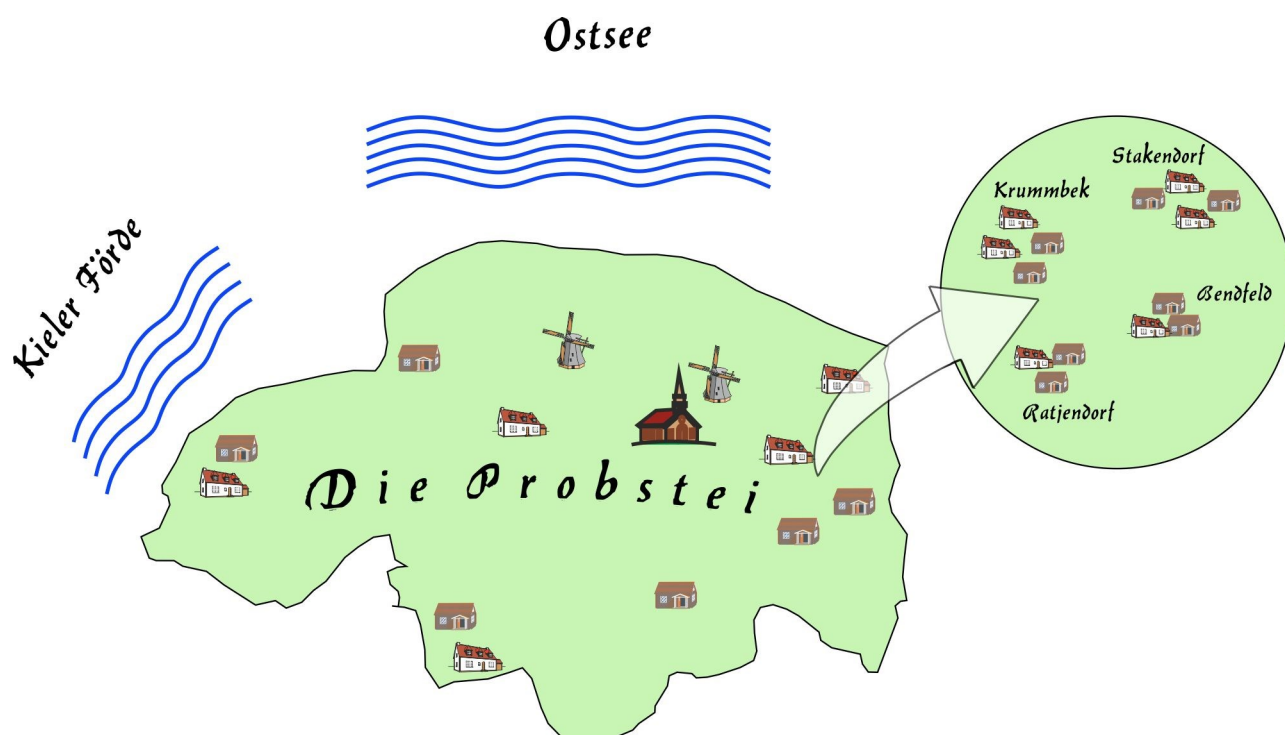 Ostsee
Kieler Förde
Die Probstei
Stakendorf
Krummbek
Bendfeld
Ratjendorf